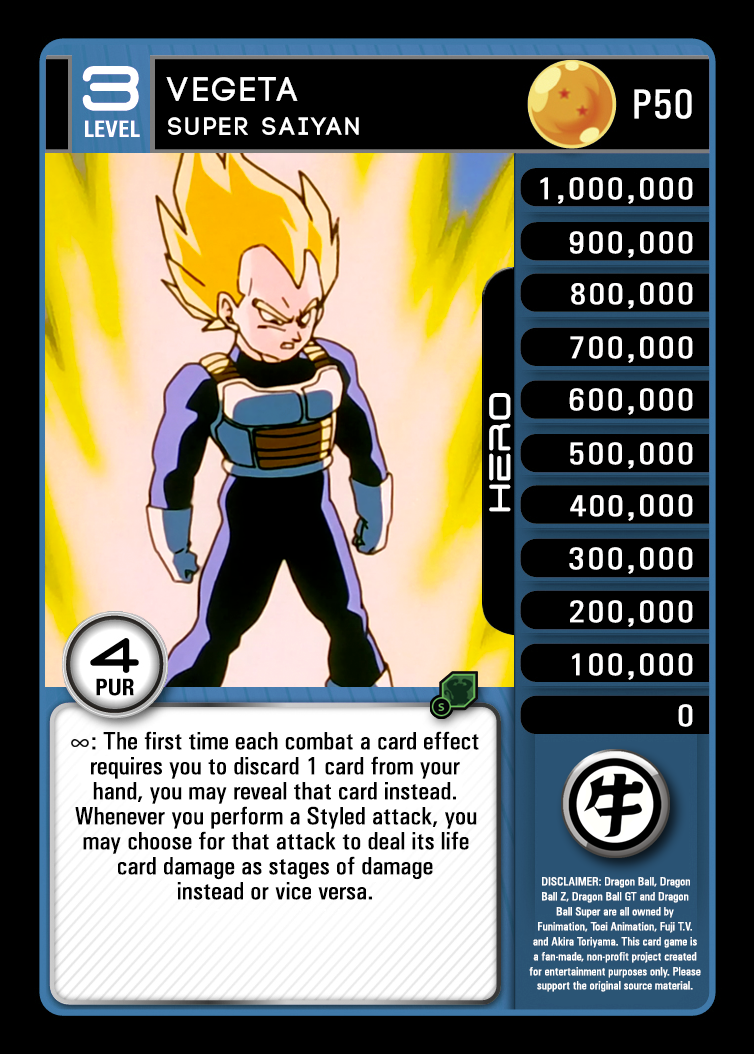 3
LEVEL
VEGETA
SUPER SAIYAN
P50
1,000,000
900,000
800,000
700,000
600,000
500,000
400,000
300,000
200,000
100,000
0
HERO
4
PUR
S
∞: The first time each combat a card effect
requires you to discard 1 card from your
hand, you may reveal that card instead.
Whenever you perform a Styled attack, you
may choose for that attack to deal its life
card damage as stages of damage
instead or vice versa.
牛
DISCLAIMER: Dragon Ball, Dragon
Ball Z, Dragon Ball GT and Dragon
Ball Super are all owned by
Funimation, Toei Animation, Fuji T.V.
and Akira Toriyama. This card game is
a fan-made, non-profit project created
for entertainment purposes only. Please
support the original source material.